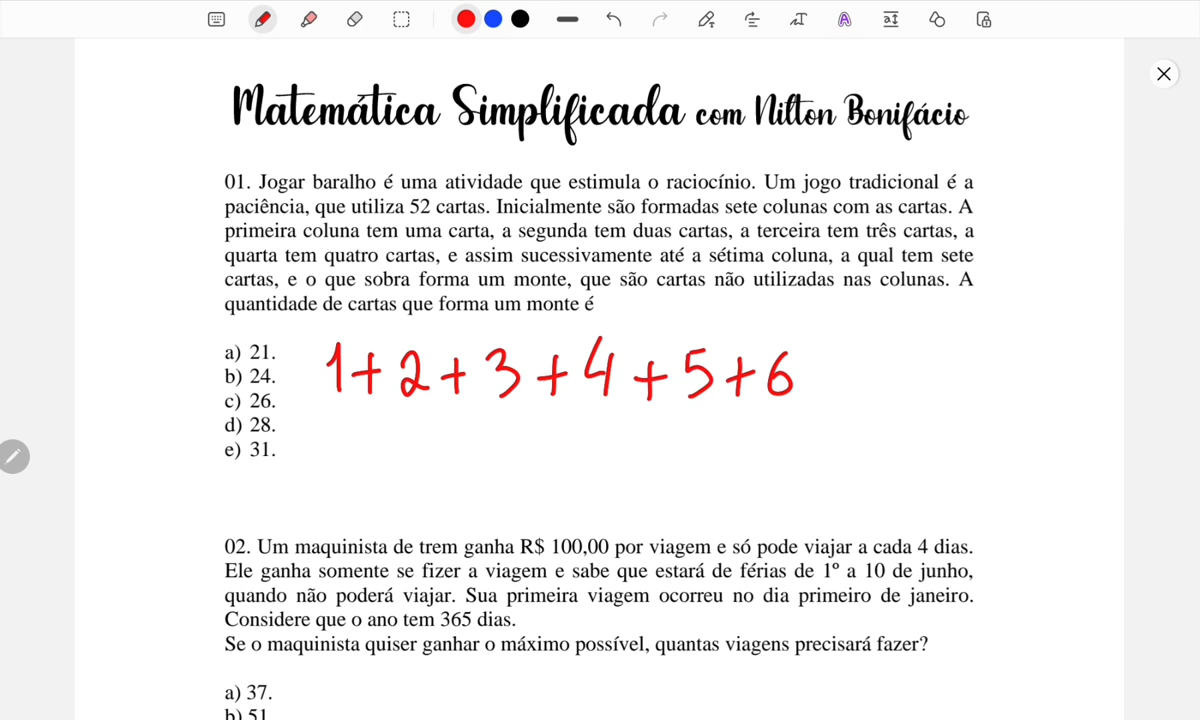 Matemática Simplificada com Nilton Bonifácio
01. Jogar baralho é uma atividade que estimula o raciocínio. Um jogo tradicional é a
paciência, que utiliza 52 cartas. Inicialmente são formadas sete colunas com as cartas. A
primeira coluna tem uma carta, a segunda tem duas cartas, a terceira tem três cartas, a
quarta tem quatro cartas, e assim sucessivamente até a sétima coluna, a qual tem sete
cartas, e o que sobra forma um monte, que são cartas não utilizadas nas colunas. A
quantidade de cartas que forma um monte é
a) 21.
b) 24.
c) 26.
d) 28.
e) 31.
1+2+3+4+5+6
02. Um maquinista de trem ganha R$ 100,00 por viagem e só pode viajar a cada 4 dias.
Ele ganha somente se fizer a viagem e sabe que estará de férias de 1º a 10 de junho,
quando não poderá viajar. Sua primeira viagem ocorreu no dia primeiro de janeiro.
Considere que o ano tem 365 dias.
Se o maquinista quiser ganhar o máximo possível, quantas viagens precisará fazer?
a) 37.
b) 51